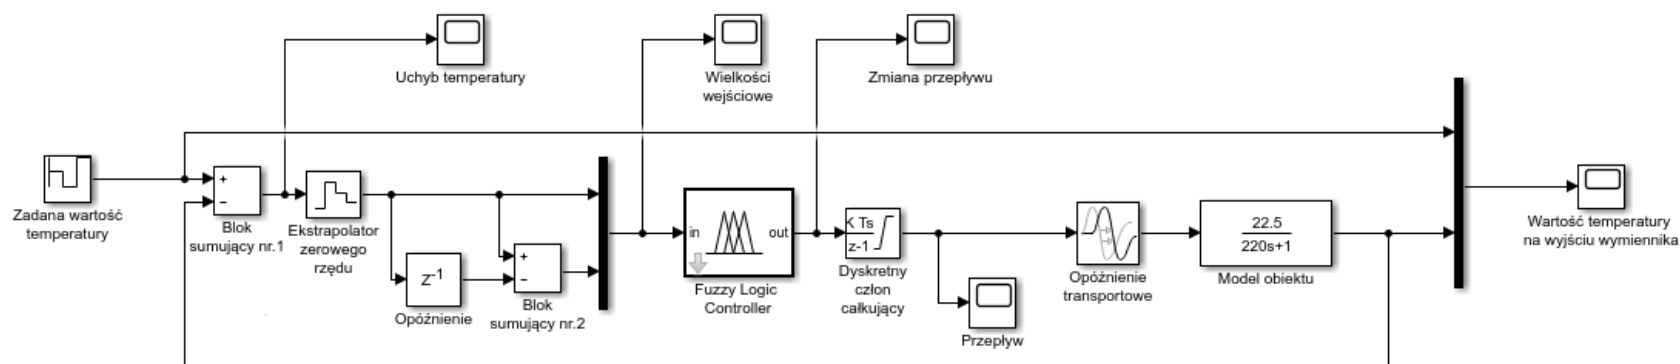 Uchyb temperatury
Wielkości
wejściowe
Zmiana przepływu
Zadana wartość
temperatury
+
−
Blok
sumujący nr.1
Ekstrapolator
zerowego
rzędu
Z-1
Opóźnienie
+
−
Blok
sumujący nr.2
in
out
Fuzzy Logic
Controller
K Ts
z-1
Dyskretny
człon
całkujący
Przepływ
Opóźnienie
transportowe
22.5
220s+1
Model obiektu
Wartość temperatury
na wyjściu wymiennika